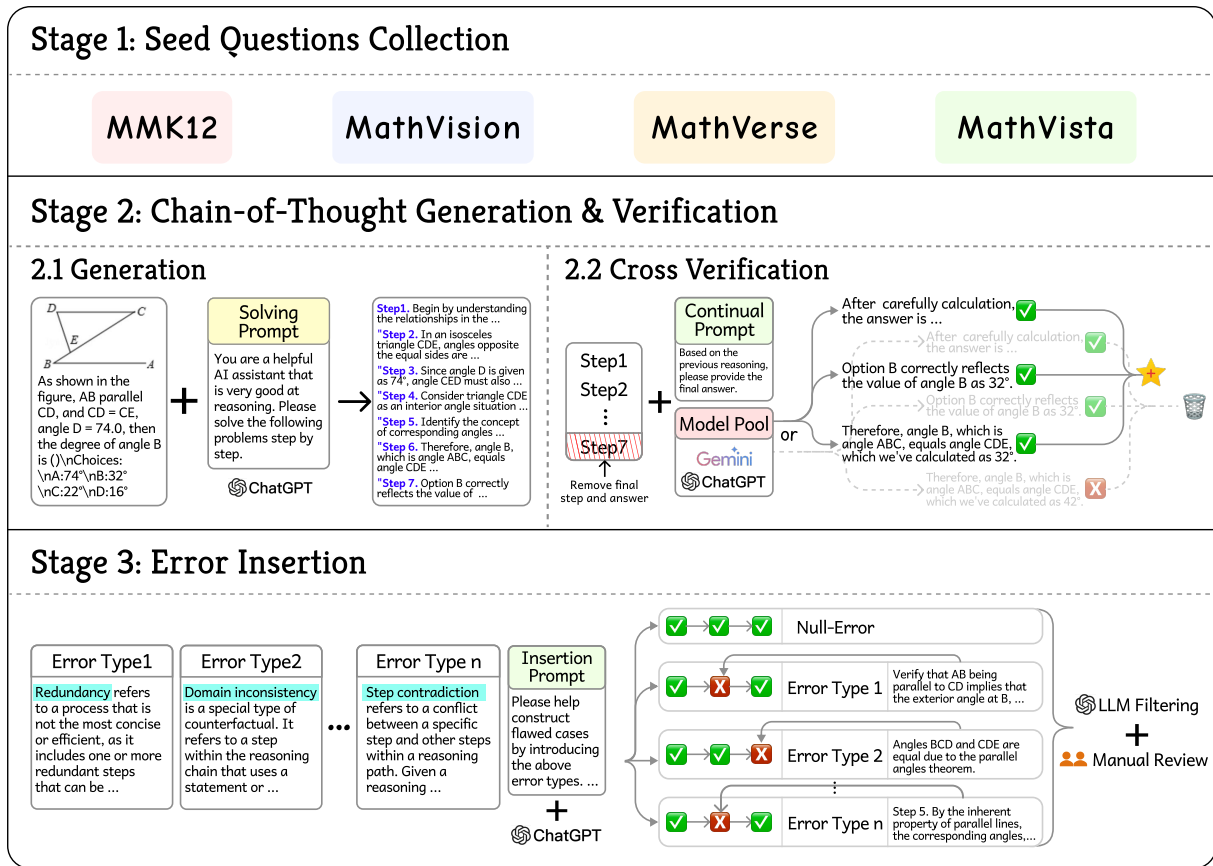 Stage 1: Seed Questions Collection
MMK12
MathVision
MathVerse
MathVista
Stage 2: Chain-of-Thought Generation & Verification
2.1 Generation
D
C
E
B
A
As shown in the
figure, AB parallel
CD, and CD = CE,
angle D = 74.0, then
the degree of angle B
is ()\nChoices:
\nA:74°\nB:32°
\nC:22°\nD:16°
+
Solving
Prompt
You are a helpful
AI assistant that
is very good at
reasoning. Please
solve the following
problems step by
step.
ChatGPT
Step1. Begin by understanding
the relationships in the ...
"Step 2. In an isosceles
triangle CDE, angles opposite
the equal sides are ...
"Step 3. Since angle D is given
as 74°, angle CED must also ...
"Step 4. Consider triangle CDE
as an interior angle situation ...
"Step 5. Identify the concept
of corresponding angles ...
"Step 6. Therefore, angle B,
which is angle ABC, equals
angle CDE ...
"Step 7. Option B correctly
reflects the value of ...
2.2 Cross Verification
Step1
Step2
⋮
Step7
Remove final
step and answer
+
Continual
Prompt
Based on the
previous reasoning,
please provide the
final answer.
Model Pool
Gemini
ChatGPT
or
After carefully calculation,
the answer is ...
After carefully calculation,
the answer is ...
Option B correctly reflects
the value of angle B as 32°.
Option B correctly reflects
the value of angle B as 32°.
Therefore, angle B, which is
angle ABC, equals angle CDE,
which we've calculated as 32°.
Therefore, angle B, which is
angle ABC, equals angle CDE,
which we've calculated as 42°.
X
Stage 3: Error Insertion
Error Type1
Redundancy refers
to a process that is
not the most concise
or efficient, as it
includes one or more
redundant steps
that can be ...
Error Type2
Domain inconsistency
is a special type of
counterfactual. It
refers to a step
within the reasoning
chain that uses a
statement or ...
...
Error Type n
Step contradiction
refers to a conflict
between a specific
step and other steps
within a reasoning
path. Given a
reasoning ...
Insertion
Prompt
Please help
construct
flawed cases
by introducing
the above
error types. ...
+
ChatGPT
Null-Error
X
Error Type 1
Verify that AB being
parallel to CD implies that
the exterior angle at B, ...
X
Error Type 2
Angles BCD and CDE are
equal due to the parallel
angles theorem.
⋮
X
Error Type n
Step 5. By the inherent
property of parallel lines,
the corresponding angles,...
LLM Filtering
+
Manual Review